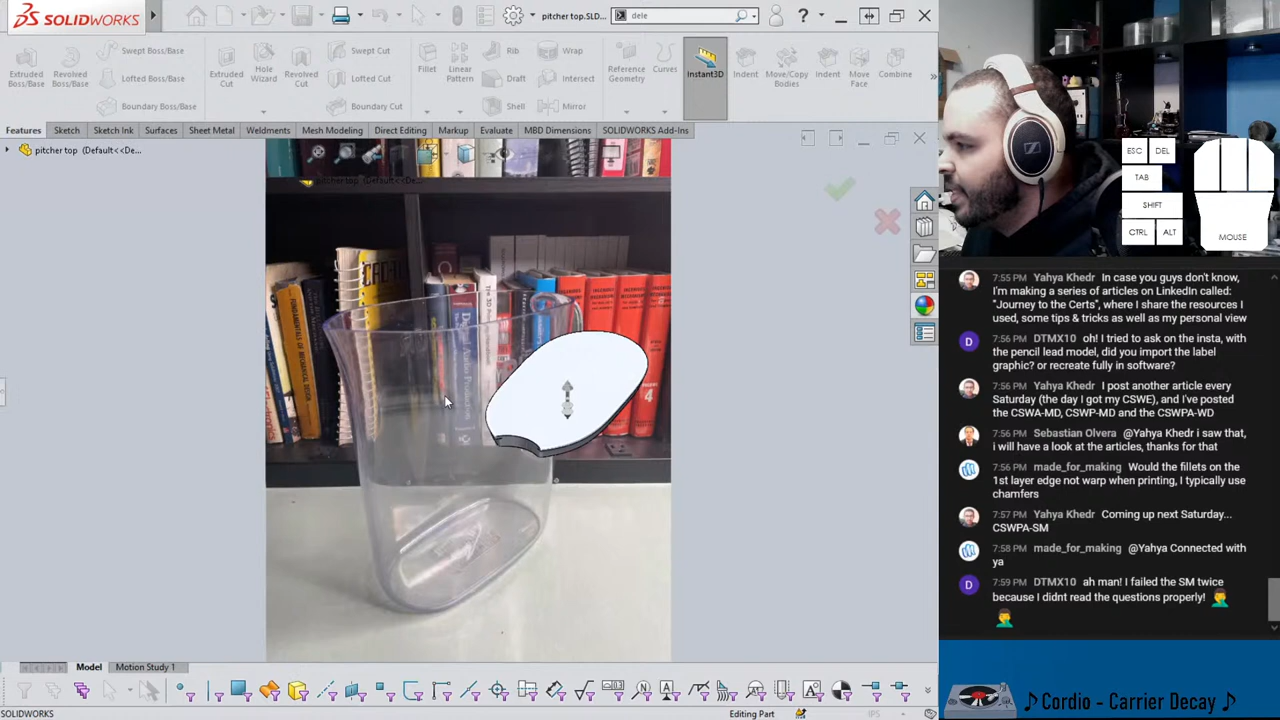 SOLIDWORKS
pitcher top.SLD...
dele
Extruded Boss/Base
Revolved Boss/Base
Swept Boss/Base
Lofted Boss/Base
Boundary Boss/Base
Extruded Cut
Hole Wizard
Revolved Cut
Swept Cut
Lofted Cut
Boundary Cut
Fillet
Linear Pattern
Rib
Draft
Shell
Wrap
Intersect
Mirror
Reference Geometry
Curves
Instant3D
Indent
Move/Copy Bodies
Indent
Move Face
Combine
Features
Sketch
Sketch Ink
Surfaces
Sheet Metal
Weldments
Mesh Modeling
Direct Editing
Markup
Evaluate
MBD Dimensions
SOLIDWORKS Add-Ins
pitcher top (Default<<De...
Model
Motion Study 1
SOLIDWORKS
Editing Part
IPS
ESC
DEL
TAB
SHIFT
CTRL
ALT
MOUSE
7:55 PM Yahya Khedr In case you guys don't know,
I'm making a series of articles on LinkedIn called:
"Journey to the Certs", where I share the resources I
used, some tips & tricks as well as my personal view
7:56 PM DTMX10 oh! I tried to ask on the insta, with
the pencil lead model, did you import the label
graphic? or recreate fully in software?
7:56 PM Yahya Khedr I post another article every
Saturday (the day I got my CSWE), and I've posted
the CSWA-MD, CSWP-MD and the CSWPA-WD
7:56 PM Sebastian Olvera @Yahya Khedr i saw that,
i will have a look at the articles, thanks for that
7:56 PM made_for_making Would the fillets on the
1st layer edge not warp when printing, I typically use
chamfers
7:57 PM Yahya Khedr Coming up next Saturday...
CSWPA-SM
7:58 PM made_for_making @Yahya Connected with
ya
7:59 PM DTMX10 ah man! I failed the SM twice
because I didnt read the questions properly!
♪ Cordio - Carrier Decay ♪